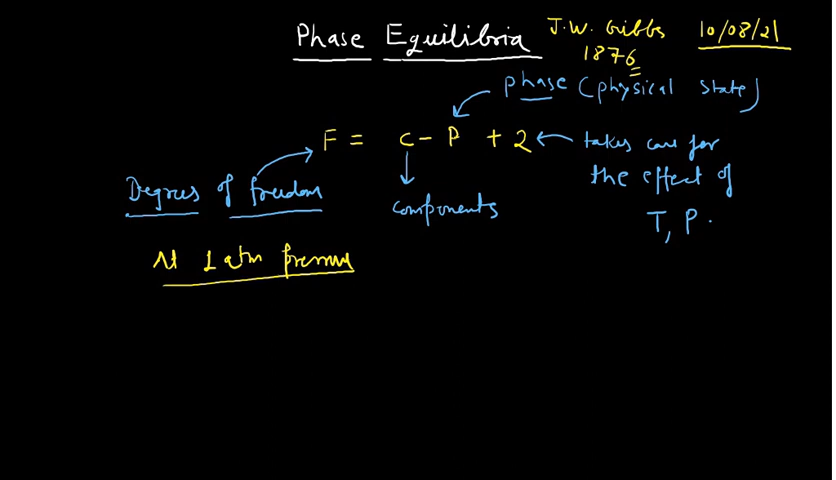 Phase Equilibria J.W. Gibbs 10/08/21
1876
phase (physical state)
F = C - P + 2 takes care for
the effect of
T, P.
Degrees of freedom
components
At 1 atm pressure